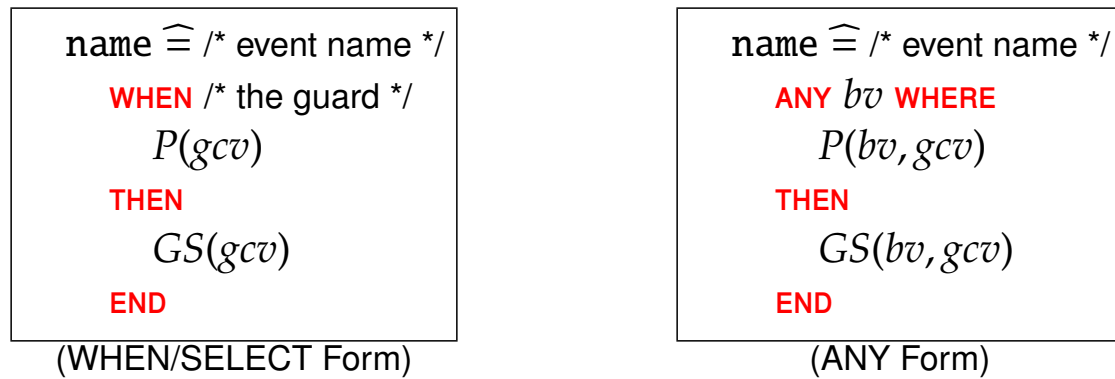 name ≙ /* event name */
WHEN /* the guard */
P(gcv)
THEN
GS(gcv)
END
(WHEN/SELECT Form)
name ≙ /* event name */
ANY bv WHERE
P(bv, gcv)
THEN
GS(bv, gcv)
END
(ANY Form)